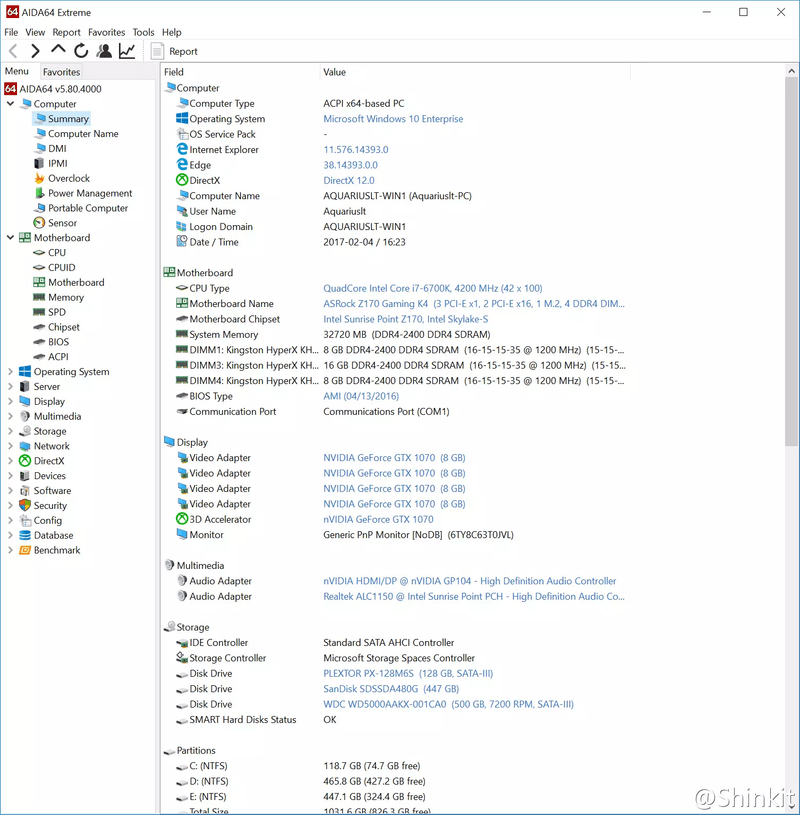 64 AIDA64 Extreme
File View Report Favorites Tools Help
Report
Menu Favorites
64 AIDA64 v5.80.4000
Computer
Summary
Computer Name
DMI
IPMI
Overclock
Power Management
Portable Computer
Sensor
Motherboard
CPU
CPUID
Motherboard
Memory
SPD
Chipset
BIOS
ACPI
Operating System
Server
Display
Multimedia
Storage
Network
DirectX
Devices
Software
Security
Config
Database
Benchmark
Field Value
Computer
Computer Type ACPI x64-based PC
Operating System Microsoft Windows 10 Enterprise
OS Service Pack -
Internet Explorer 11.576.14393.0
Edge 38.14393.0.0
DirectX DirectX 12.0
Computer Name AQUARIUSLT-WIN1 (Aquariuslt-PC)
User Name Aquariuslt
Logon Domain AQUARIUSLT-WIN1
Date / Time 2017-02-04 / 16:23
Motherboard
CPU Type QuadCore Intel Core i7-6700K, 4200 MHz (42 x 100)
Motherboard Name ASRock Z170 Gaming K4 (3 PCI-E x1, 2 PCI-E x16, 1 M.2, 4 DDR4 DIM...
Motherboard Chipset Intel Sunrise Point Z170, Intel Skylake-S
System Memory 32720 MB (DDR4-2400 DDR4 SDRAM)
DIMM1: Kingston HyperX KH... 8 GB DDR4-2400 DDR4 SDRAM (16-15-15-35 @ 1200 MHz) (15-15-...
DIMM3: Kingston HyperX KH... 16 GB DDR4-2400 DDR4 SDRAM (16-15-15-35 @ 1200 MHz) (15-15...
DIMM4: Kingston HyperX KH... 8 GB DDR4-2400 DDR4 SDRAM (16-15-15-35 @ 1200 MHz) (15-15-...
BIOS Type AMI (04/13/2016)
Communication Port Communications Port (COM1)
Display
Video Adapter NVIDIA GeForce GTX 1070 (8 GB)
Video Adapter NVIDIA GeForce GTX 1070 (8 GB)
Video Adapter NVIDIA GeForce GTX 1070 (8 GB)
Video Adapter NVIDIA GeForce GTX 1070 (8 GB)
3D Accelerator nVIDIA GeForce GTX 1070
Monitor Generic PnP Monitor [NoDB] (6TY8C63T0JVL)
Multimedia
Audio Adapter nVIDIA HDMI/DP @ nVIDIA GP104 - High Definition Audio Controller
Audio Adapter Realtek ALC1150 @ Intel Sunrise Point PCH - High Definition Audio Co...
Storage
IDE Controller Standard SATA AHCI Controller
Storage Controller Microsoft Storage Spaces Controller
Disk Drive PLEXTOR PX-128M6S (128 GB, SATA-III)
Disk Drive SanDisk SDSSDA480G (447 GB)
Disk Drive WDC WD5000AAKX-001CA0 (500 GB, 7200 RPM, SATA-III)
SMART Hard Disks Status OK
Partitions
C: (NTFS) 118.7 GB (74.7 GB free)
D: (NTFS) 465.8 GB (427.2 GB free)
E: (NTFS) 447.1 GB (324.4 GB free)
Total Size 1031.6 GB (826.3 GB free)
@Shinkit